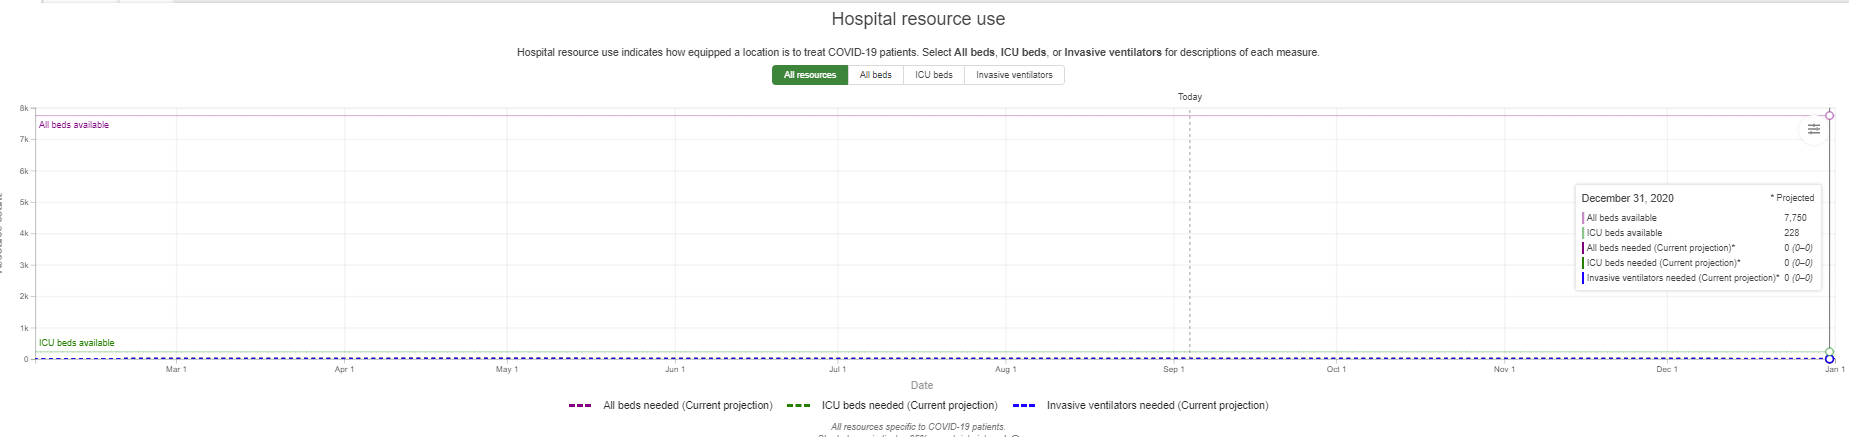 Hospital resource use
Hospital resource use indicates how equipped a location is to treat COVID-19 patients. Select All beds, ICU beds, or Invasive ventilators for descriptions of each measure.
All resources All beds ICU beds Invasive ventilators
Today
8k
All beds available
7k
6k
5k
4k
3k
2k
1k
0
December 31, 2020 * Projected
All beds available 7,750
ICU beds available 228
All beds needed (Current projection)* 0 (0–0)
ICU beds needed (Current projection)* 0 (0–0)
Invasive ventilators needed (Current projection)* 0 (0–0)
ICU beds available
Mar 1 Apr 1 May 1 Jun 1 Jul 1 Aug 1 Sep 1 Oct 1 Nov 1 Dec 1 Jan 1
Date
All beds needed (Current projection) ICU beds needed (Current projection) Invasive ventilators needed (Current projection)
All resources specific to COVID-19 patients.